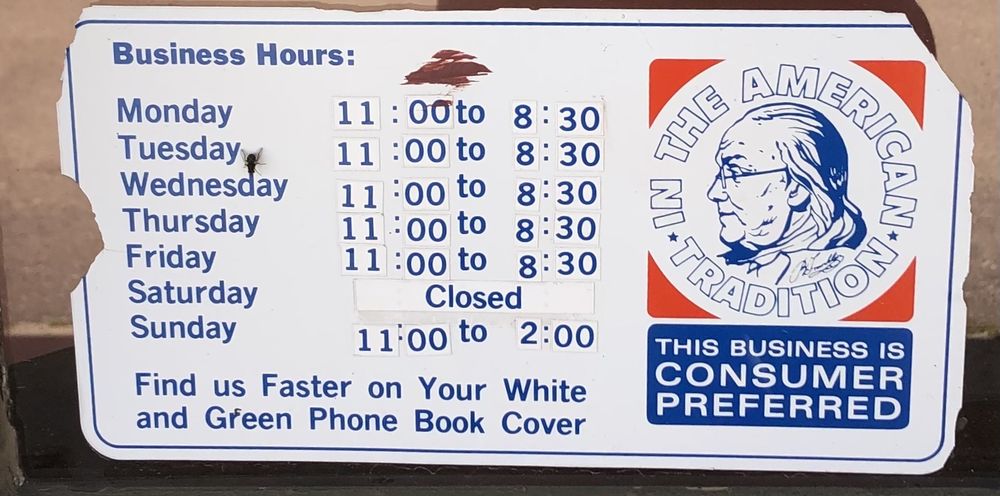 Business Hours:
Monday 11:00 to 8:30
Tuesday 11:00 to 8:30
Wednesday 11:00 to 8:30
Thursday 11:00 to 8:30
Friday 11:00 to 8:30
Saturday Closed
Sunday 11:00 to 2:00
Find us Faster on Your White
and Green Phone Book Cover
IN THE AMERICAN
TRADITION
THIS BUSINESS IS
CONSUMER
PREFERRED